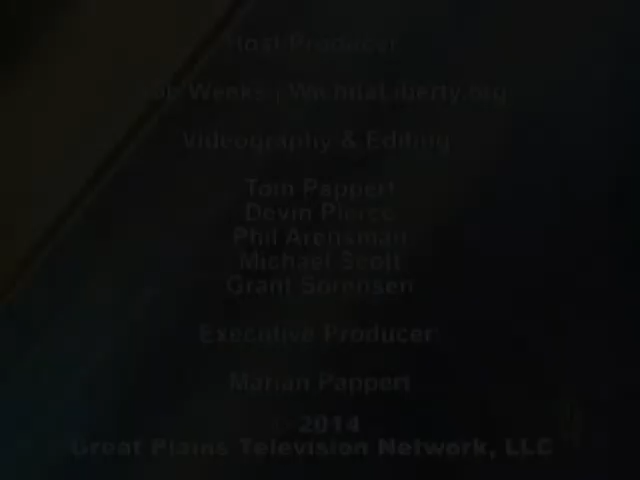 Host Producer
Bob Weeks | WichitaLiberty.org
Videography & Editing
Tom Pappert
Devin Pierce
Phil Arensman
Michael Scott
Grant Sorensen
Executive Producer
Marian Pappert
© 2014
Great Plains Television Network, LLC